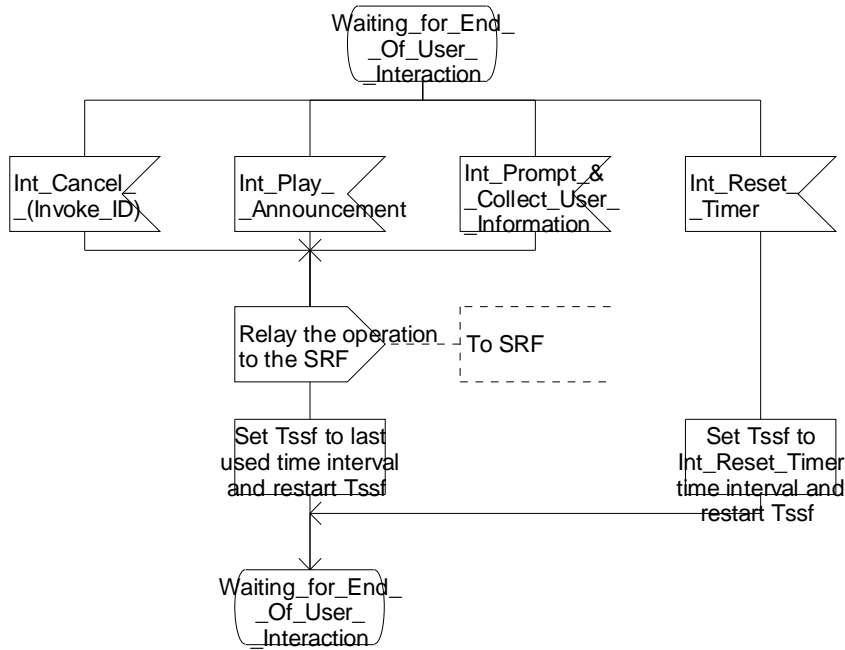 Waiting_for_End_
_Of_User_
_Interaction
Int_Cancel_
_(Invoke_ID)
Int_Play_
_Announcement
Int_Prompt_&
_Collect_User_
_Information
Int_Reset_
_Timer
Relay the operation
to the SRF
To SRF
Set Tssf to last
used time interval
and restart Tssf
Set Tssf to
Int_Reset_Timer
time interval and
restart Tssf
Waiting_for_End_
_Of_User_
_Interaction